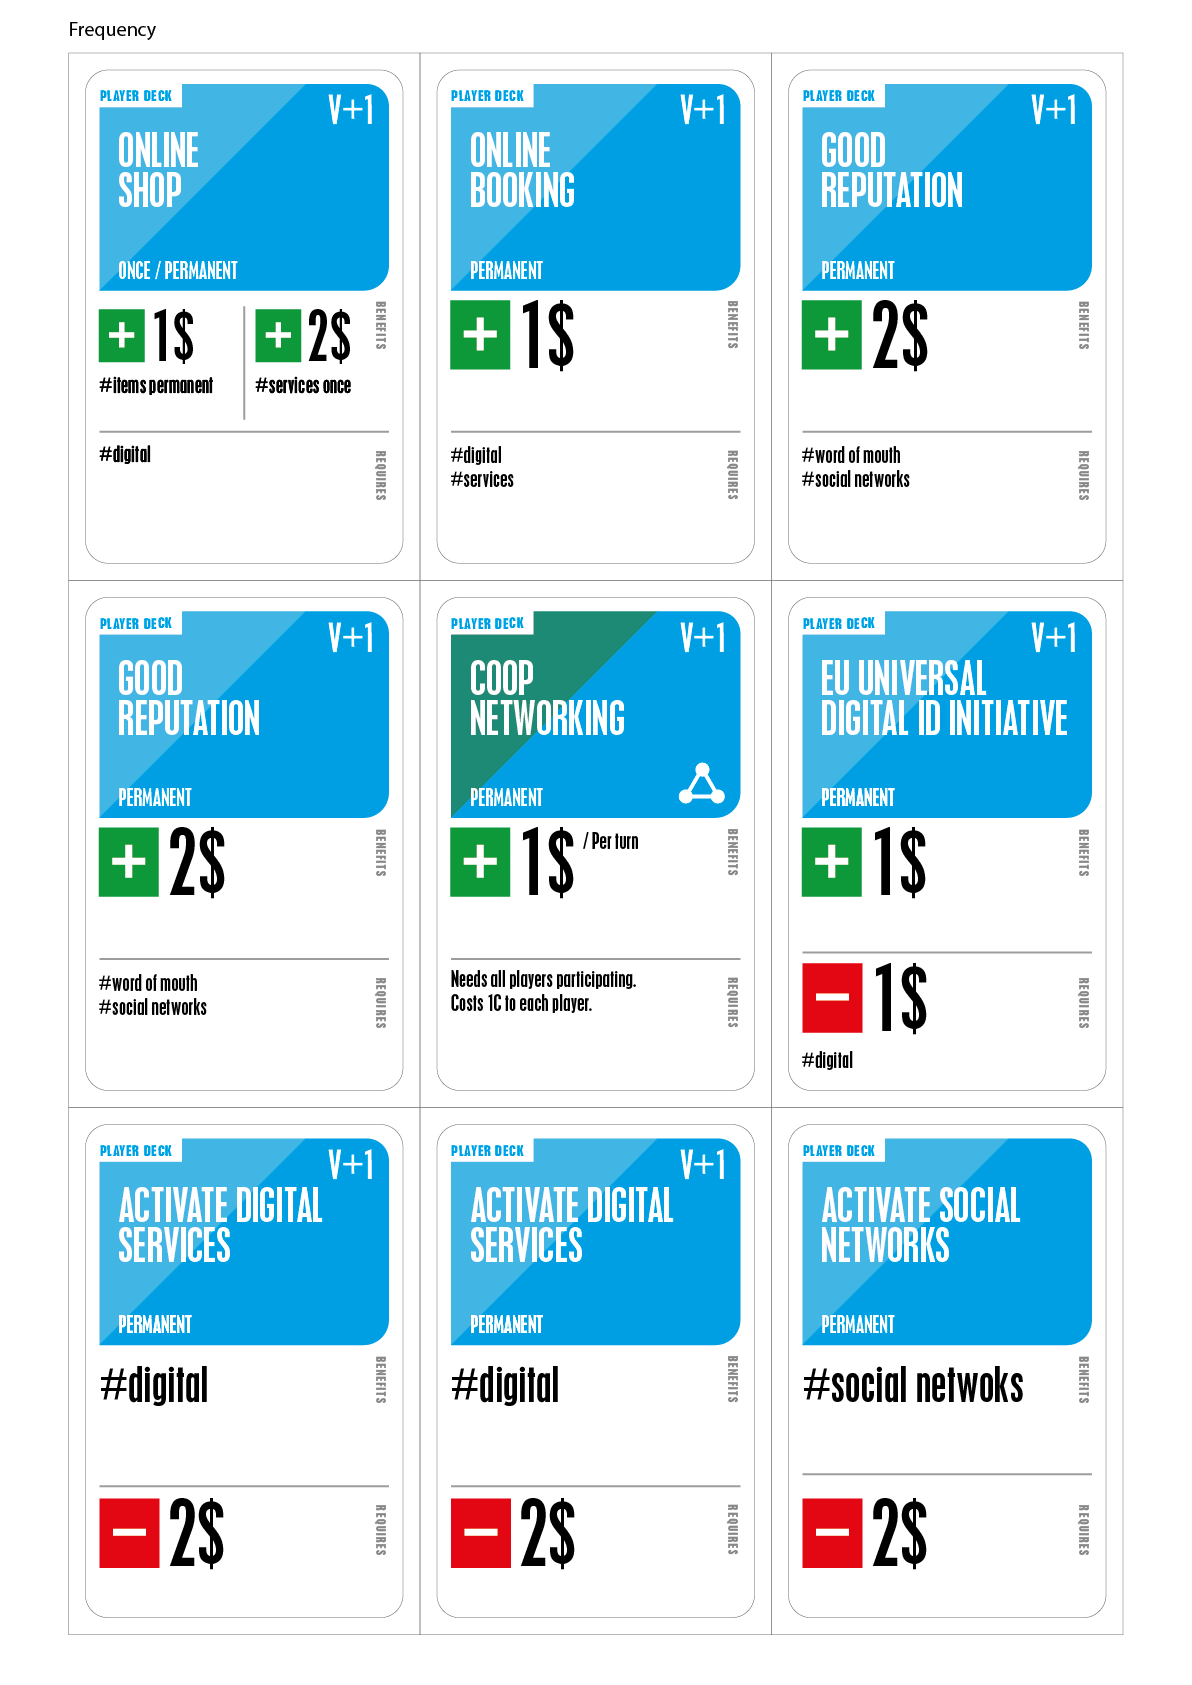 Frequency
PLAYER DECK
V+1
ONLINE
SHOP
ONCE / PERMANENT
+ 1$
#items permanent
+ 2$
#services once
BENEFITS
#digital
REQUIRES
PLAYER DECK
V+1
ONLINE
BOOKING
PERMANENT
+ 1$
BENEFITS
#digital
#services
REQUIRES
PLAYER DECK
V+1
GOOD
REPUTATION
PERMANENT
+ 2$
BENEFITS
#word of mouth
#social networks
REQUIRES
PLAYER DECK
V+1
GOOD
REPUTATION
PERMANENT
+ 2$
BENEFITS
#word of mouth
#social networks
REQUIRES
PLAYER DECK
V+1
COOP
NETWORKING
PERMANENT
+ 1$ / Per turn
BENEFITS
Needs all players participating.
Costs 1C to each player.
REQUIRES
PLAYER DECK
V+1
EU UNIVERSAL
DIGITAL ID INITIATIVE
PERMANENT
+ 1$
BENEFITS
− 1$
#digital
REQUIRES
PLAYER DECK
V+1
ACTIVATE DIGITAL
SERVICES
PERMANENT
#digital
BENEFITS
− 2$
REQUIRES
PLAYER DECK
V+1
ACTIVATE DIGITAL
SERVICES
PERMANENT
#digital
BENEFITS
− 2$
REQUIRES
PLAYER DECK
ACTIVATE SOCIAL
NETWORKS
PERMANENT
#social netwoks
BENEFITS
− 2$
REQUIRES